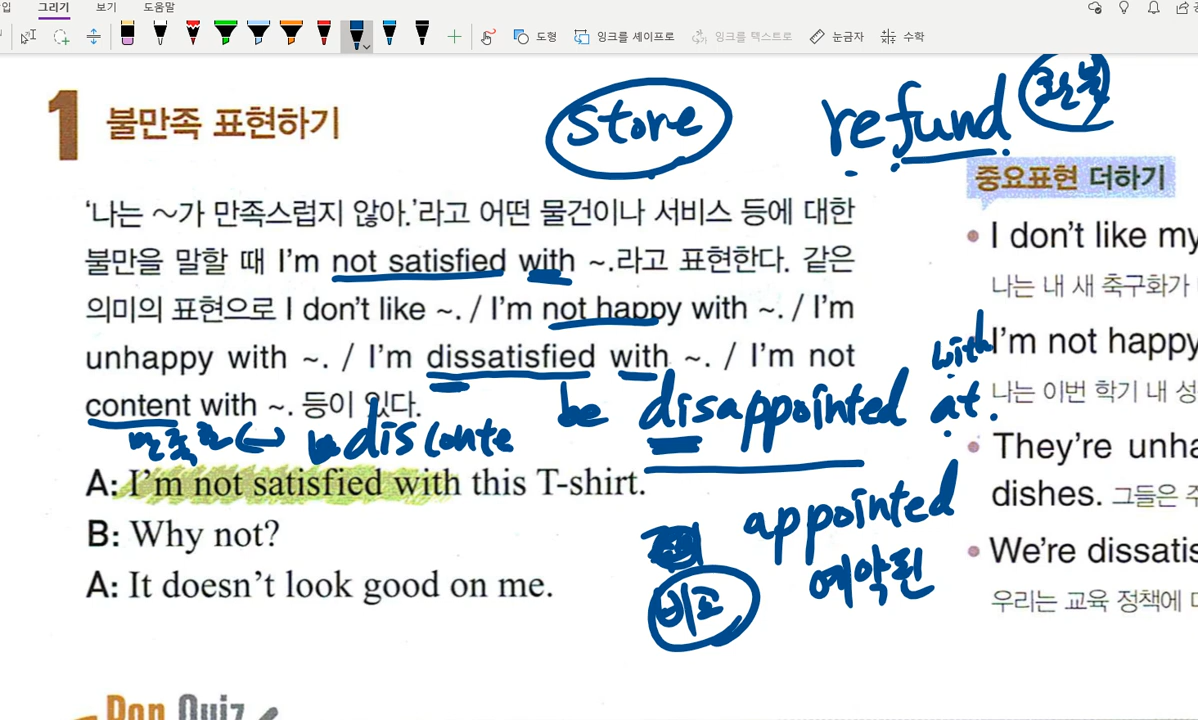 그리기 보기 도움말
도형 잉크를 셰이프로 잉크를 텍스트로 눈금자 수학
store refund 환불
1 불만족 표현하기
'나는 ~가 만족스럽지 않아.'라고 어떤 물건이나 서비스 등에 대한
불만을 말할 때 I'm not satisfied with ~.라고 표현한다. 같은
의미의 표현으로 I don't like ~. / I'm not happy with ~. / I'm
unhappy with ~. / I'm dissatisfied with ~. / I'm not
content with ~. 등이 있다.
with
be disappointed at.
만족한 disconte
A: I'm not satisfied with this T-shirt.
B: Why not?
A: It doesn't look good on me.
appointed
예약된
비교
중요표현 더하기
• I don't like my
나는 내 새 축구화가
I'm not happy
나는 이번 학기 내 성
• They're unha
dishes. 그들은 주
• We're dissatis
우리는 교육 정책에 대
Pop Quiz